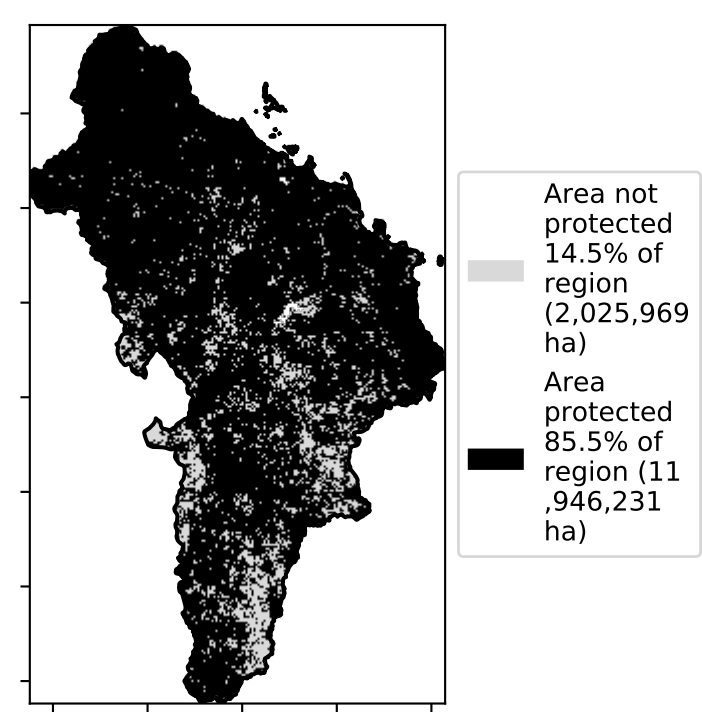 Area not
protected
14.5% of
region
(2,025,969
ha)
Area
protected
85.5% of
region (11
,946,231
ha)